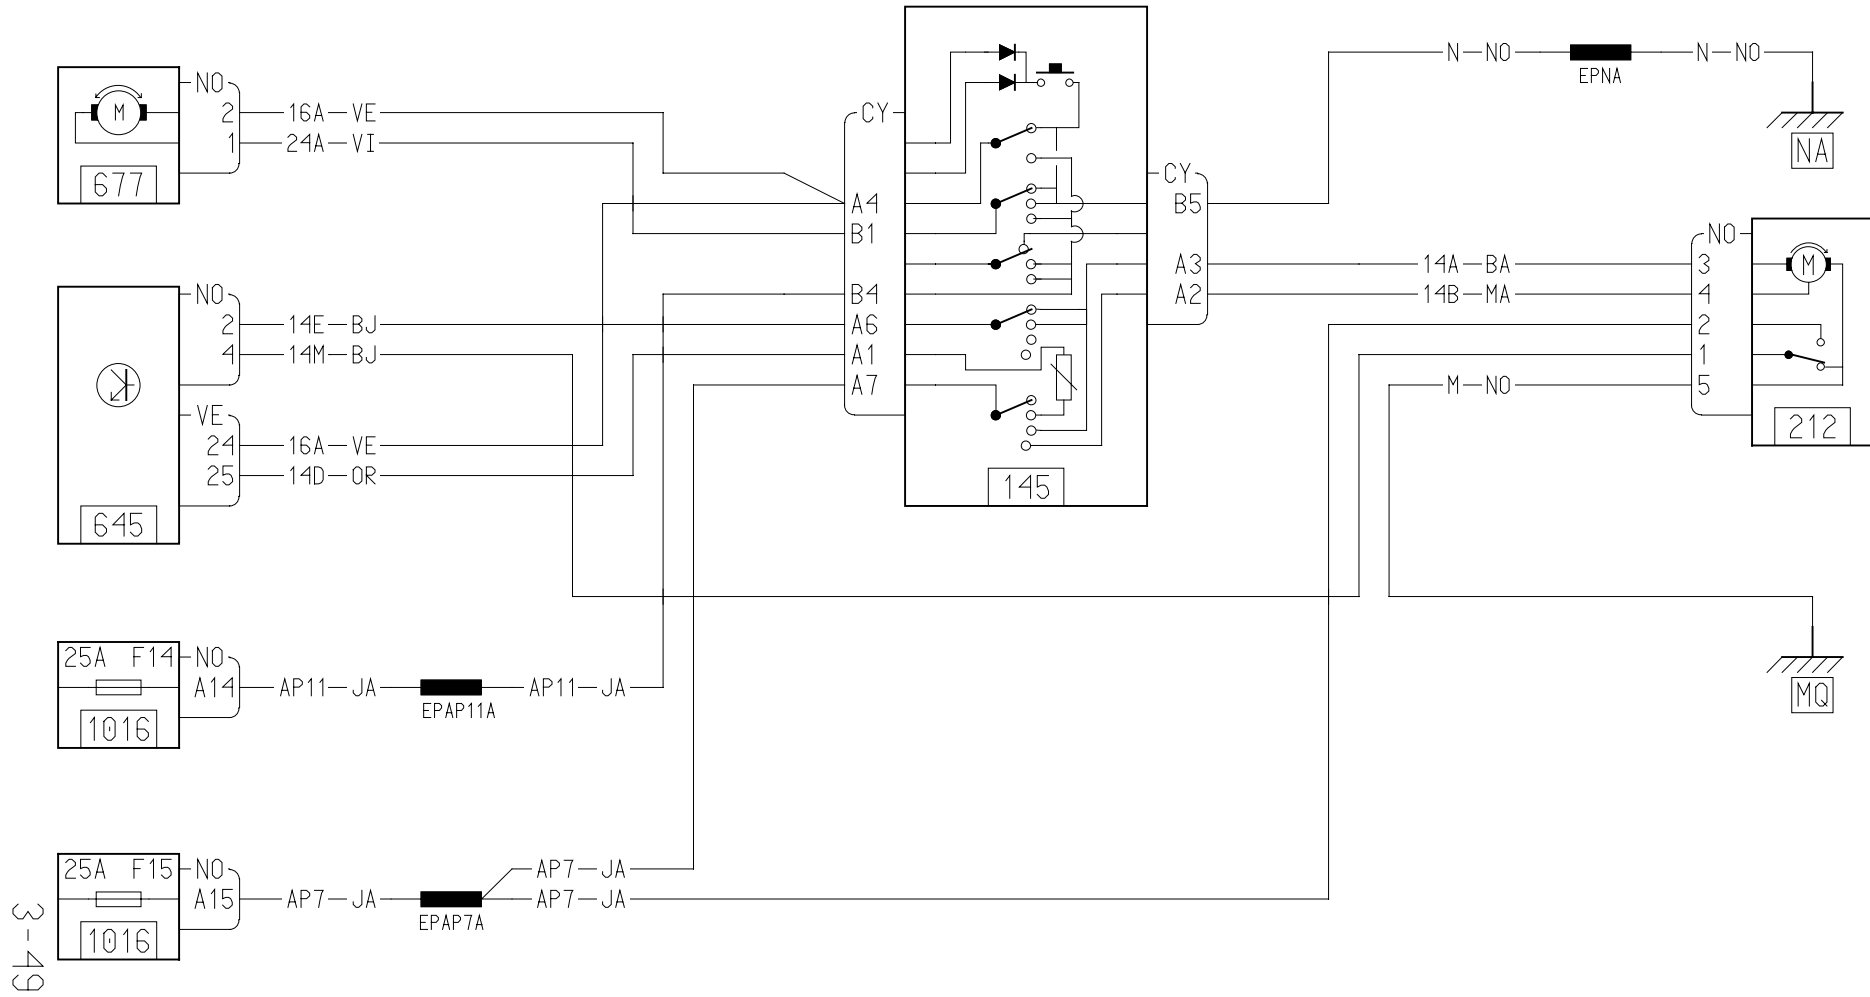 NO
M
2 16A VE
1 24A VI
677
NO
2 14E BJ
4 14M BJ
VE
24 16A VE
25 14D OR
645
25A F14 NO
A14 AP11 JA AP11 JA
EPAP11A
1016
25A F15 NO
AP7 JA
A15 AP7 JA AP7 JA
EPAP7A
1016
3-49
CY
A4
B1
B4
A6
A1
A7
145
CY
B5
A3
A2
N NO N NO
EPNA
NA
NO
14A BA 3 M
14B MA 4
2
1
M NO 5
212
MQ